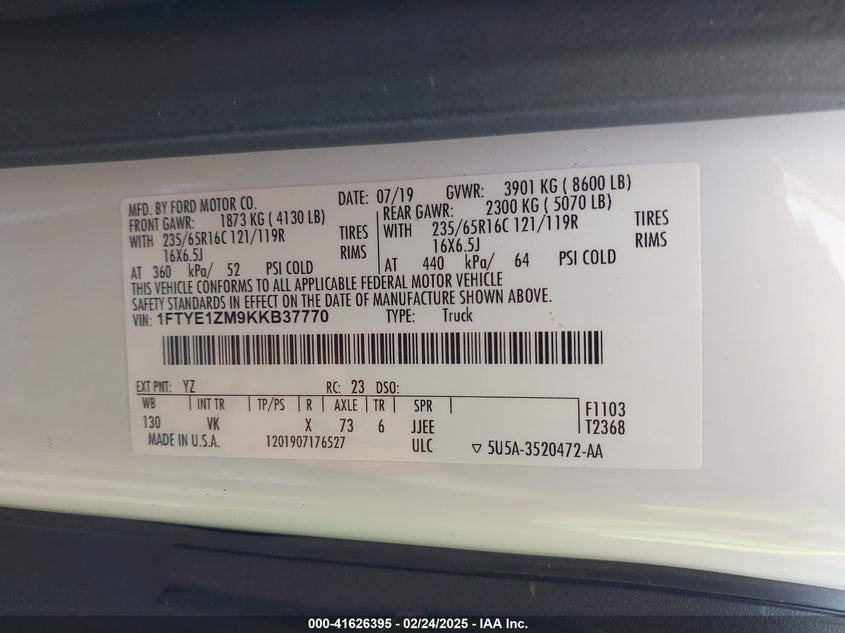 MFD. BY FORD MOTOR CO. DATE: 07/19 GVWR: 3901 KG ( 8600 LB)
FRONT GAWR: 1873 KG ( 4130 LB) REAR GAWR: 2300 KG ( 5070 LB)
WITH 235/65R16C 121/119R TIRES WITH 235/65R16C 121/119R TIRES
16X6.5J RIMS 16X6.5J RIMS
AT 360 kPa/ 52 PSI COLD AT 440 kPa/ 64 PSI COLD
THIS VEHICLE CONFORMS TO ALL APPLICABLE FEDERAL MOTOR VEHICLE
SAFETY STANDARDS IN EFFECT ON THE DATE OF MANUFACTURE SHOWN ABOVE.
VIN: 1FTYE1ZM9KKB37770 TYPE: Truck
EXT PNT: YZ RC: 23 DSO:
WB INT TR TP/PS R AXLE TR SPR F1103
130 VK X 73 6 JJEE T2368
MADE IN U.S.A. 1201907176527 ULC ▽ 5U5A-3520472-AA
000-41626395 - 02/24/2025 - IAA Inc.